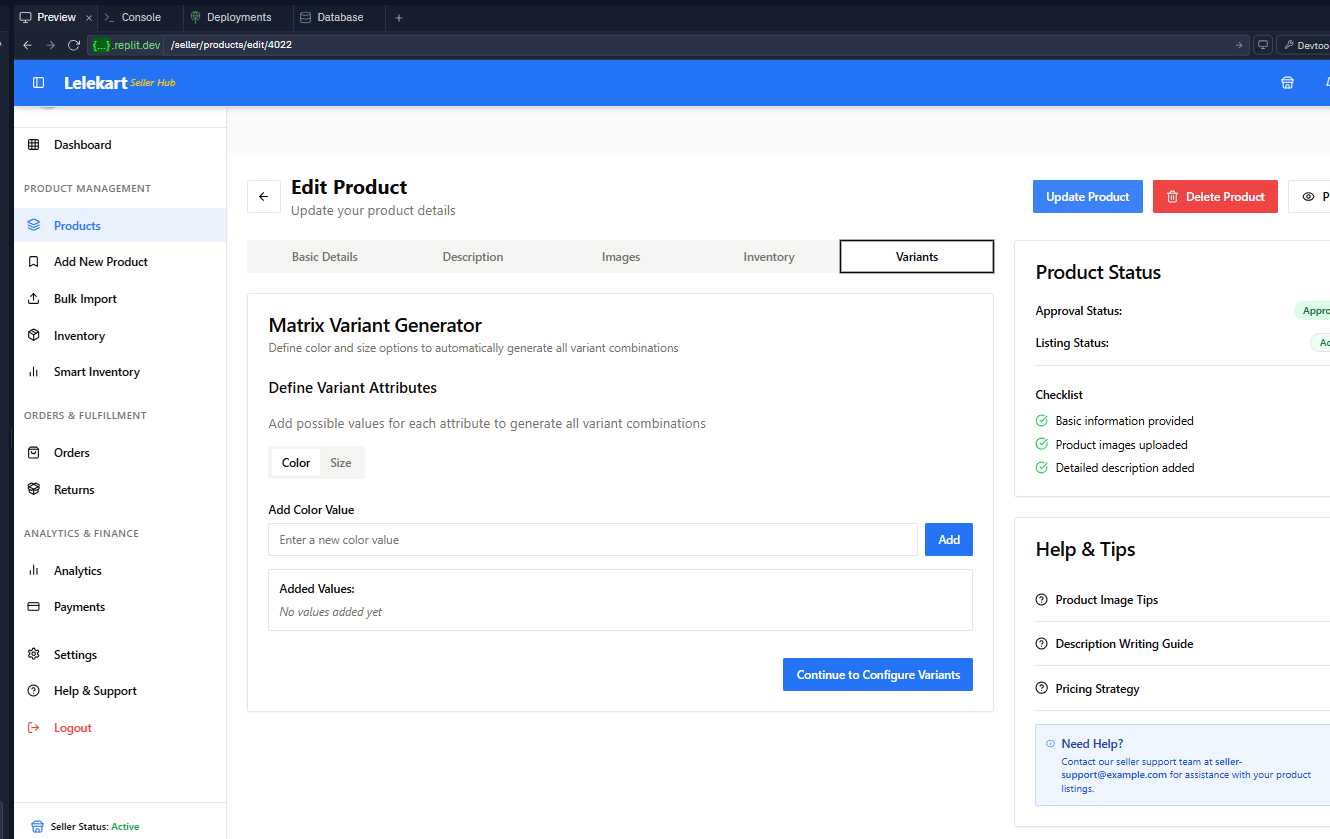 Preview
Console
Deployments
Database
{...}.replit.dev /seller/products/edit/4022
Devtoo
Lelekart Seller Hub
Dashboard
PRODUCT MANAGEMENT
Products
Add New Product
Bulk Import
Inventory
Smart Inventory
ORDERS & FULFILLMENT
Orders
Returns
ANALYTICS & FINANCE
Analytics
Payments
Settings
Help & Support
Logout
Seller Status: Active
Edit Product
Update your product details
Update Product
Delete Product
P
Basic Details
Description
Images
Inventory
Variants
Matrix Variant Generator
Define color and size options to automatically generate all variant combinations
Define Variant Attributes
Add possible values for each attribute to generate all variant combinations
Color
Size
Add Color Value
Enter a new color value
Add
Added Values:
No values added yet
Continue to Configure Variants
Product Status
Approval Status:
Appro
Listing Status:
Ac
Checklist
Basic information provided
Product images uploaded
Detailed description added
Help & Tips
Product Image Tips
Description Writing Guide
Pricing Strategy
Need Help?
Contact our seller support team at seller-
support@example.com for assistance with your product
listings.